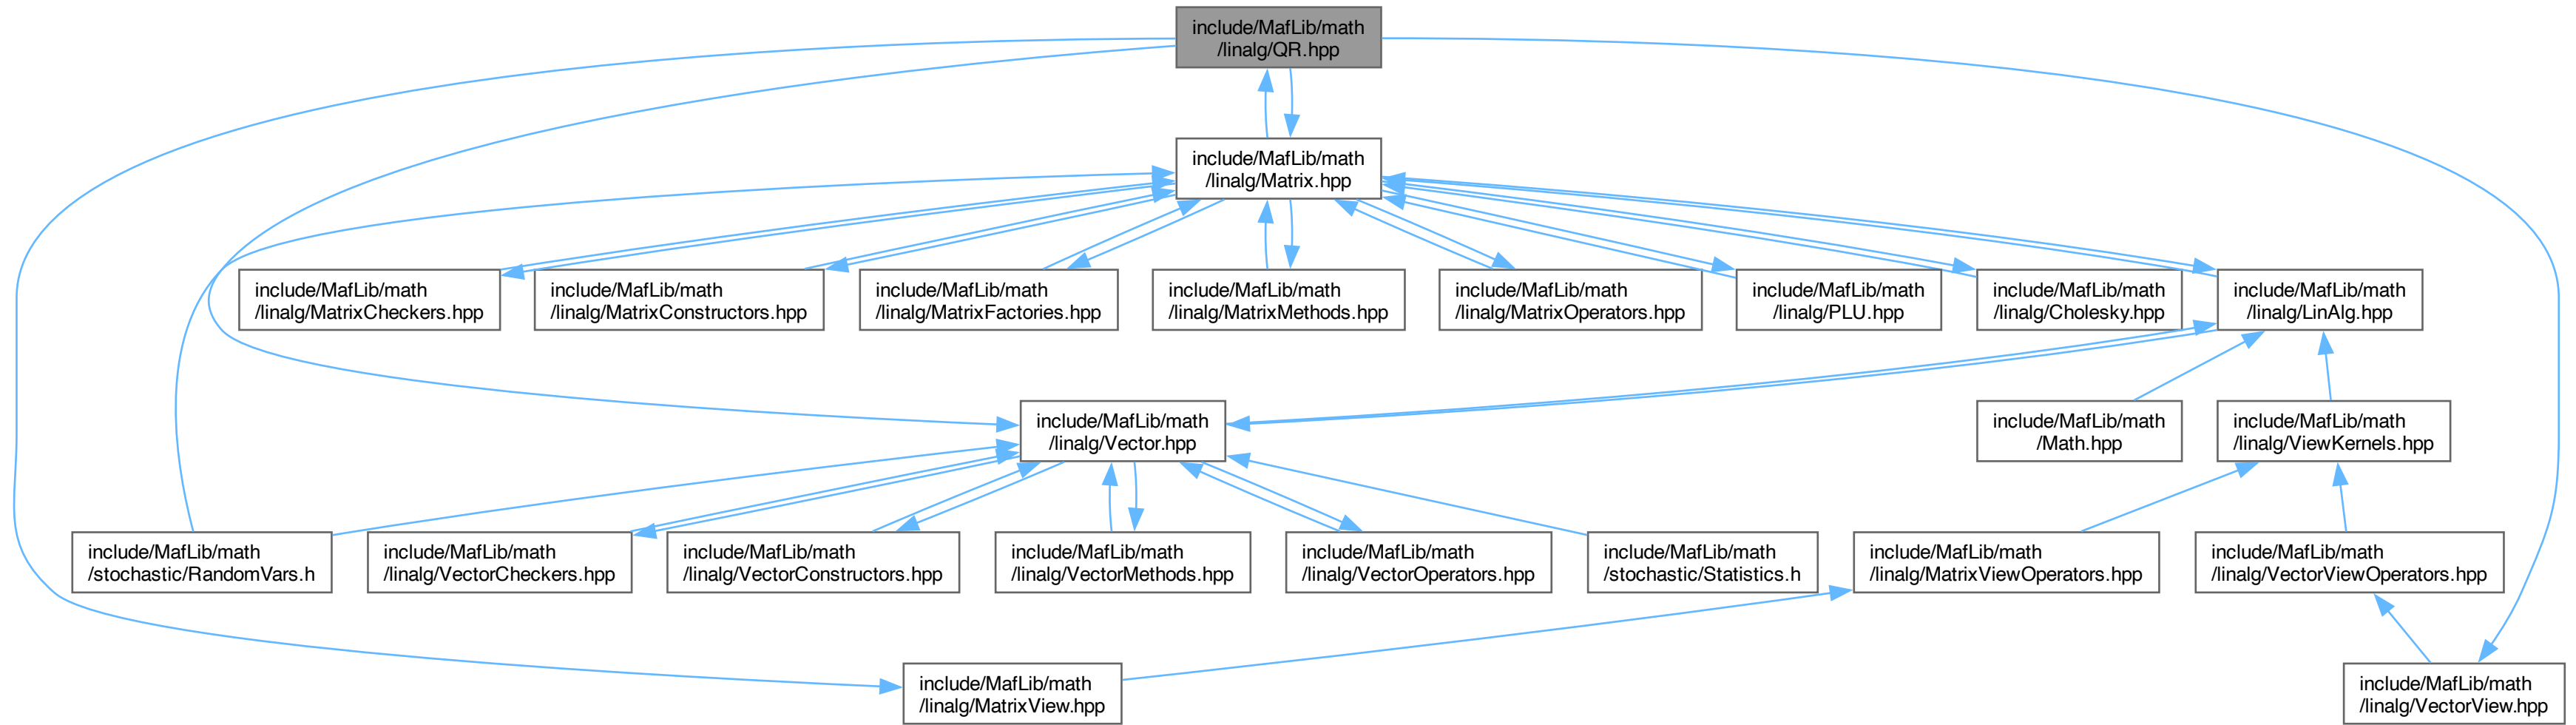 include/MafLib/math
/linalg/QR.hpp
include/MafLib/math
/linalg/Matrix.hpp
include/MafLib/math
/linalg/MatrixCheckers.hpp
include/MafLib/math
/linalg/MatrixConstructors.hpp
include/MafLib/math
/linalg/MatrixFactories.hpp
include/MafLib/math
/linalg/MatrixMethods.hpp
include/MafLib/math
/linalg/MatrixOperators.hpp
include/MafLib/math
/linalg/PLU.hpp
include/MafLib/math
/linalg/Cholesky.hpp
include/MafLib/math
/linalg/LinAlg.hpp
include/MafLib/math
/linalg/Vector.hpp
include/MafLib/math
/Math.hpp
include/MafLib/math
/linalg/ViewKernels.hpp
include/MafLib/math
/stochastic/RandomVars.h
include/MafLib/math
/linalg/VectorCheckers.hpp
include/MafLib/math
/linalg/VectorConstructors.hpp
include/MafLib/math
/linalg/VectorMethods.hpp
include/MafLib/math
/linalg/VectorOperators.hpp
include/MafLib/math
/stochastic/Statistics.h
include/MafLib/math
/linalg/MatrixViewOperators.hpp
include/MafLib/math
/linalg/VectorViewOperators.hpp
include/MafLib/math
/linalg/MatrixView.hpp
include/MafLib/math
/linalg/VectorView.hpp